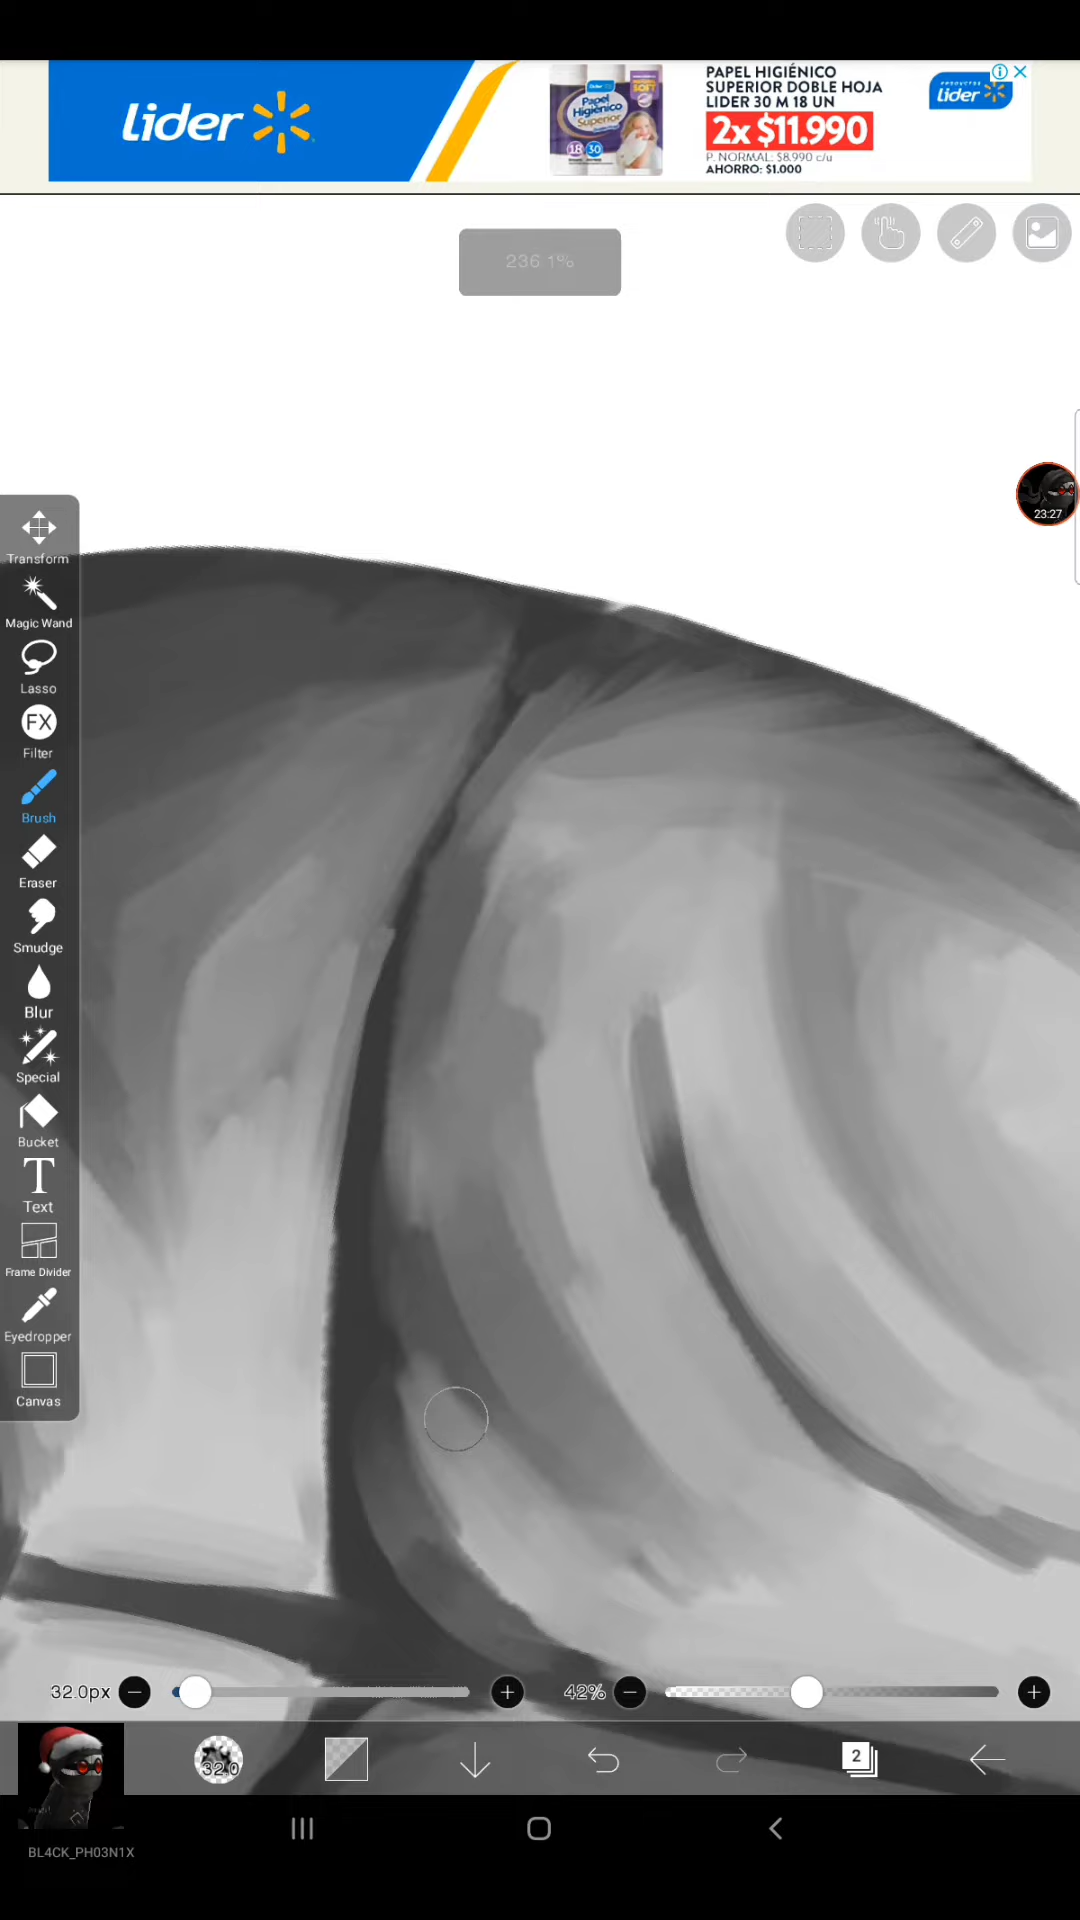 lider
lider
Papel
Higiénico
Superior
18
30
PAPEL HIGIÉNICO
SUPERIOR DOBLE HOJA
LIDER 30 M 18 UN
2x $11.990
P. NORMAL: $8.990 c/u
AHORRO: $1.000
PRODUCTOS
lider
236.1%
23:27
Transform
Magic Wand
Lasso
FX
Filter
Brush
Eraser
Smudge
Blur
Special
Bucket
T
Text
Frame Divider
Eyedropper
Canvas
32.0px
42%
32.0
2
BL4CK_PH03N1X